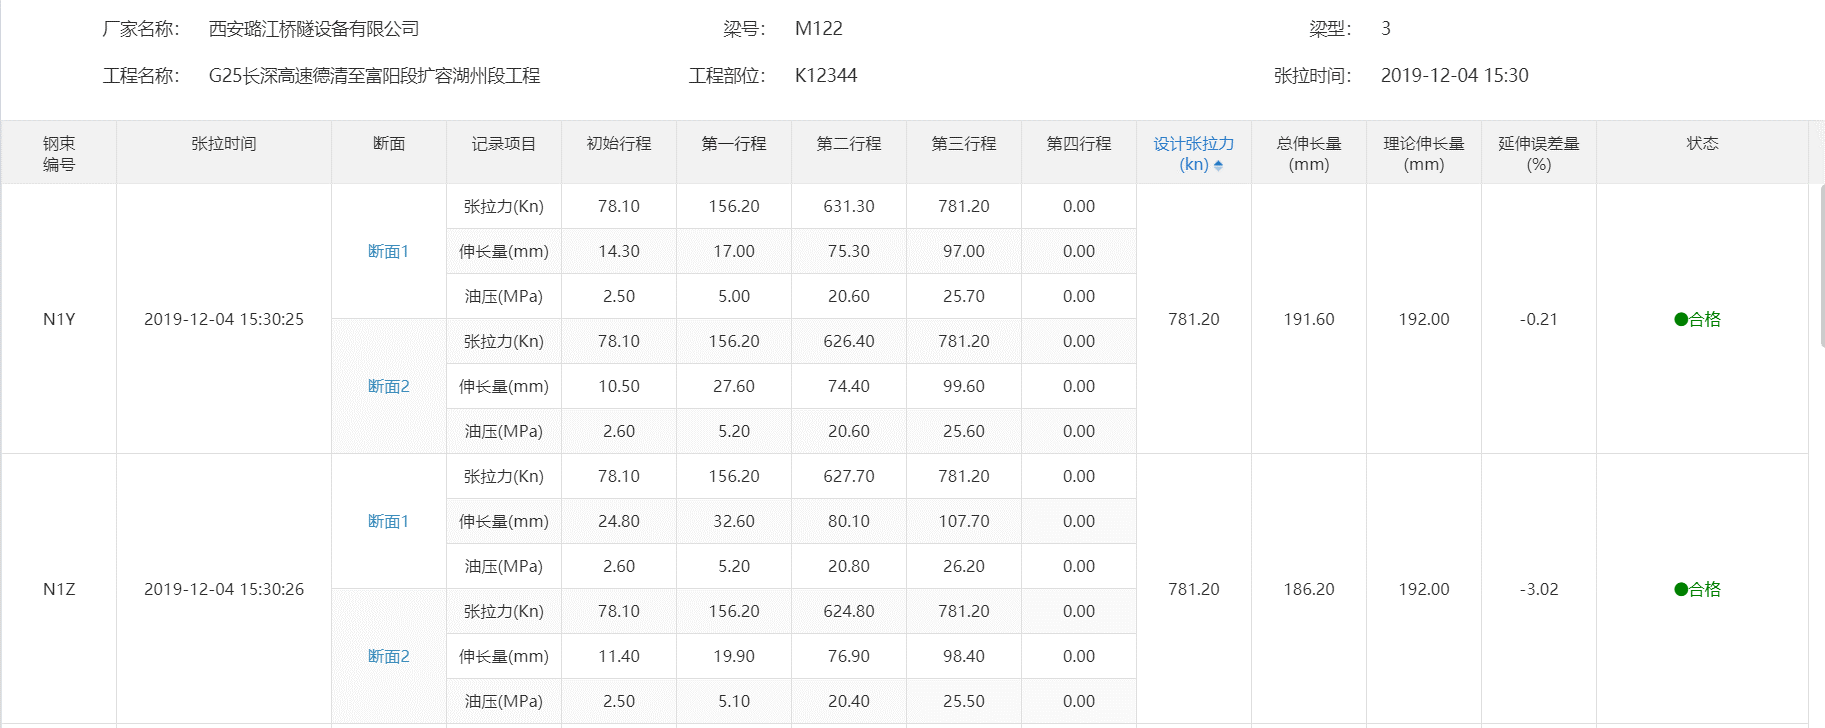 厂家名称： 西安璐江桥隧设备有限公司 梁号： M122 梁型： 3
工程名称： G25长深高速德清至富阳段扩容湖州段工程 工程部位： K12344 张拉时间： 2019-12-04 15:30
钢束编号 张拉时间 断面 记录项目 初始行程 第一行程 第二行程 第三行程 第四行程 设计张拉力(kn) 总伸长量(mm) 理论伸长量(mm) 延伸误差量(%) 状态
N1Y 2019-12-04 15:30:25 断面1 张拉力(Kn) 78.10 156.20 631.30 781.20 0.00 781.20 191.60 192.00 -0.21 合格
伸长量(mm) 14.30 17.00 75.30 97.00 0.00
油压(MPa) 2.50 5.00 20.60 25.70 0.00
断面2 张拉力(Kn) 78.10 156.20 626.40 781.20 0.00
伸长量(mm) 10.50 27.60 74.40 99.60 0.00
油压(MPa) 2.60 5.20 20.60 25.60 0.00
N1Z 2019-12-04 15:30:26 断面1 张拉力(Kn) 78.10 156.20 627.70 781.20 0.00 781.20 186.20 192.00 -3.02 合格
伸长量(mm) 24.80 32.60 80.10 107.70 0.00
油压(MPa) 2.60 5.20 20.80 26.20 0.00
断面2 张拉力(Kn) 78.10 156.20 624.80 781.20 0.00
伸长量(mm) 11.40 19.90 76.90 98.40 0.00
油压(MPa) 2.50 5.10 20.40 25.50 0.00